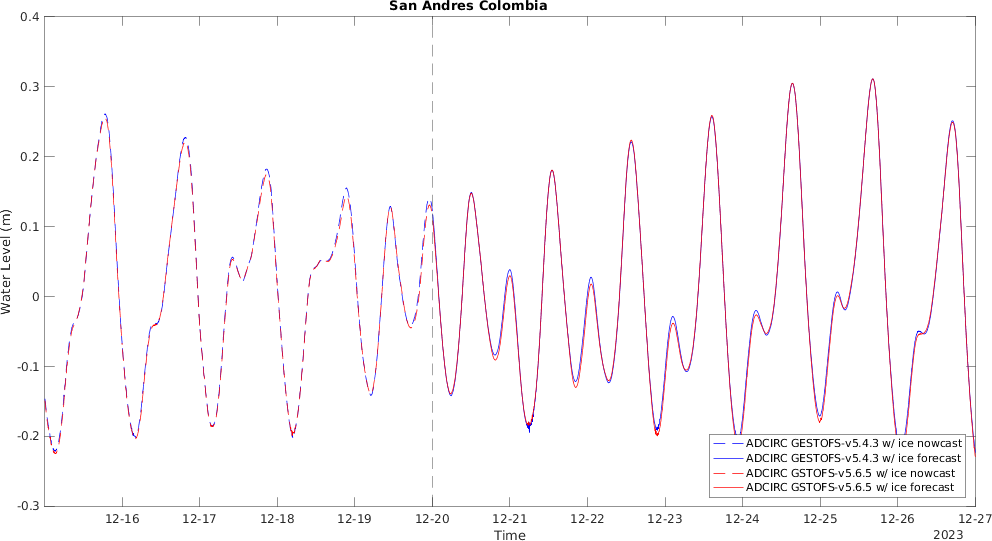 San Andres Colombia
0.4
0.3
0.2
0.1
0
-0.1
-0.2
-0.3
Water Level (m)
ADCIRC GESTOFS-v5.4.3 w/ ice nowcast
ADCIRC GESTOFS-v5.4.3 w/ ice forecast
ADCIRC GSTOFS-v5.6.5 w/ ice nowcast
ADCIRC GSTOFS-v5.6.5 w/ ice forecast
12-16 12-17 12-18 12-19 12-20 12-21 12-22 12-23 12-24 12-25 12-26 12-27
Time
2023